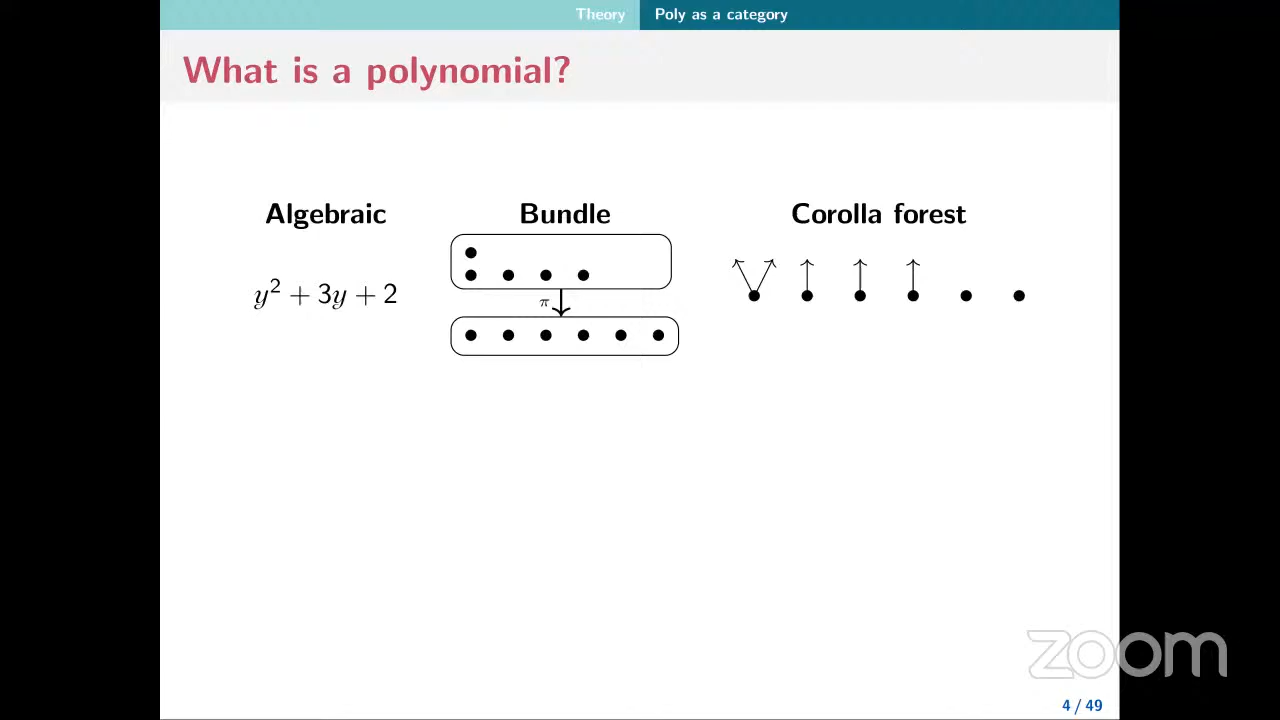 Theory Poly as a category
What is a polynomial?
Algebraic Bundle Corolla forest
y² + 3y + 2
π
zoom
4 / 49